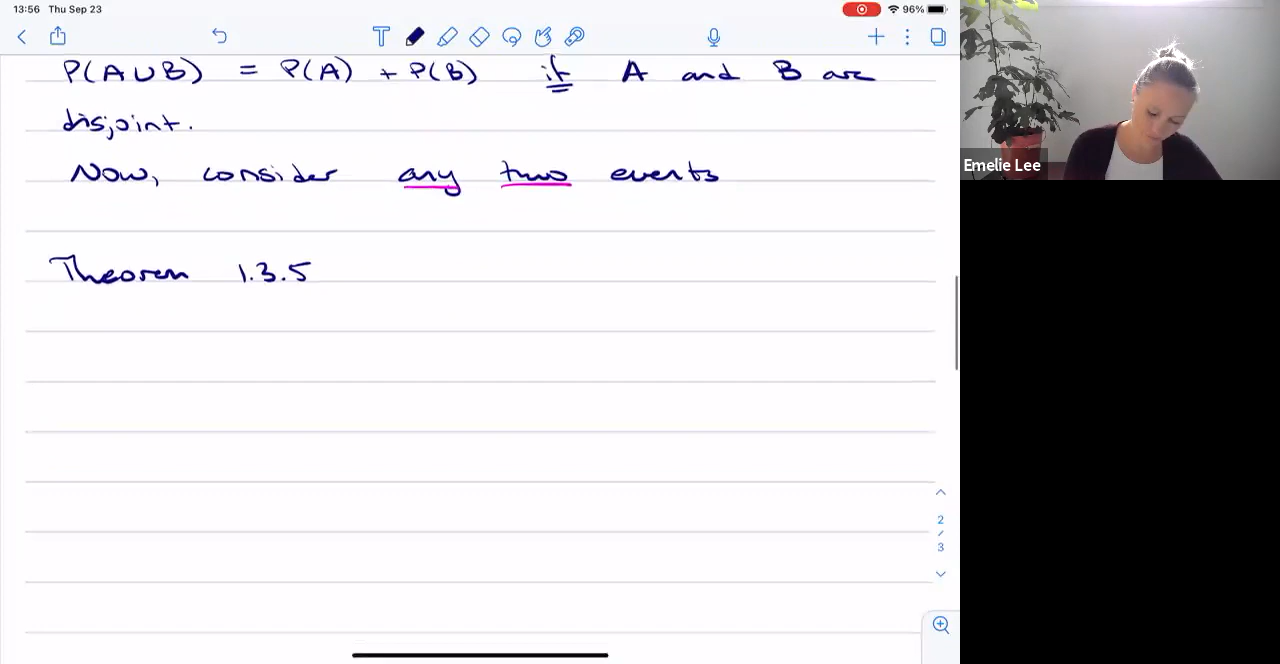 13:56 Thu Sep 23
96%
P(A∪B) = P(A) + P(B) if A and B are
disjoint.
Now, consider any two events
Theorem 1.3.5
Emelie Lee
2
3